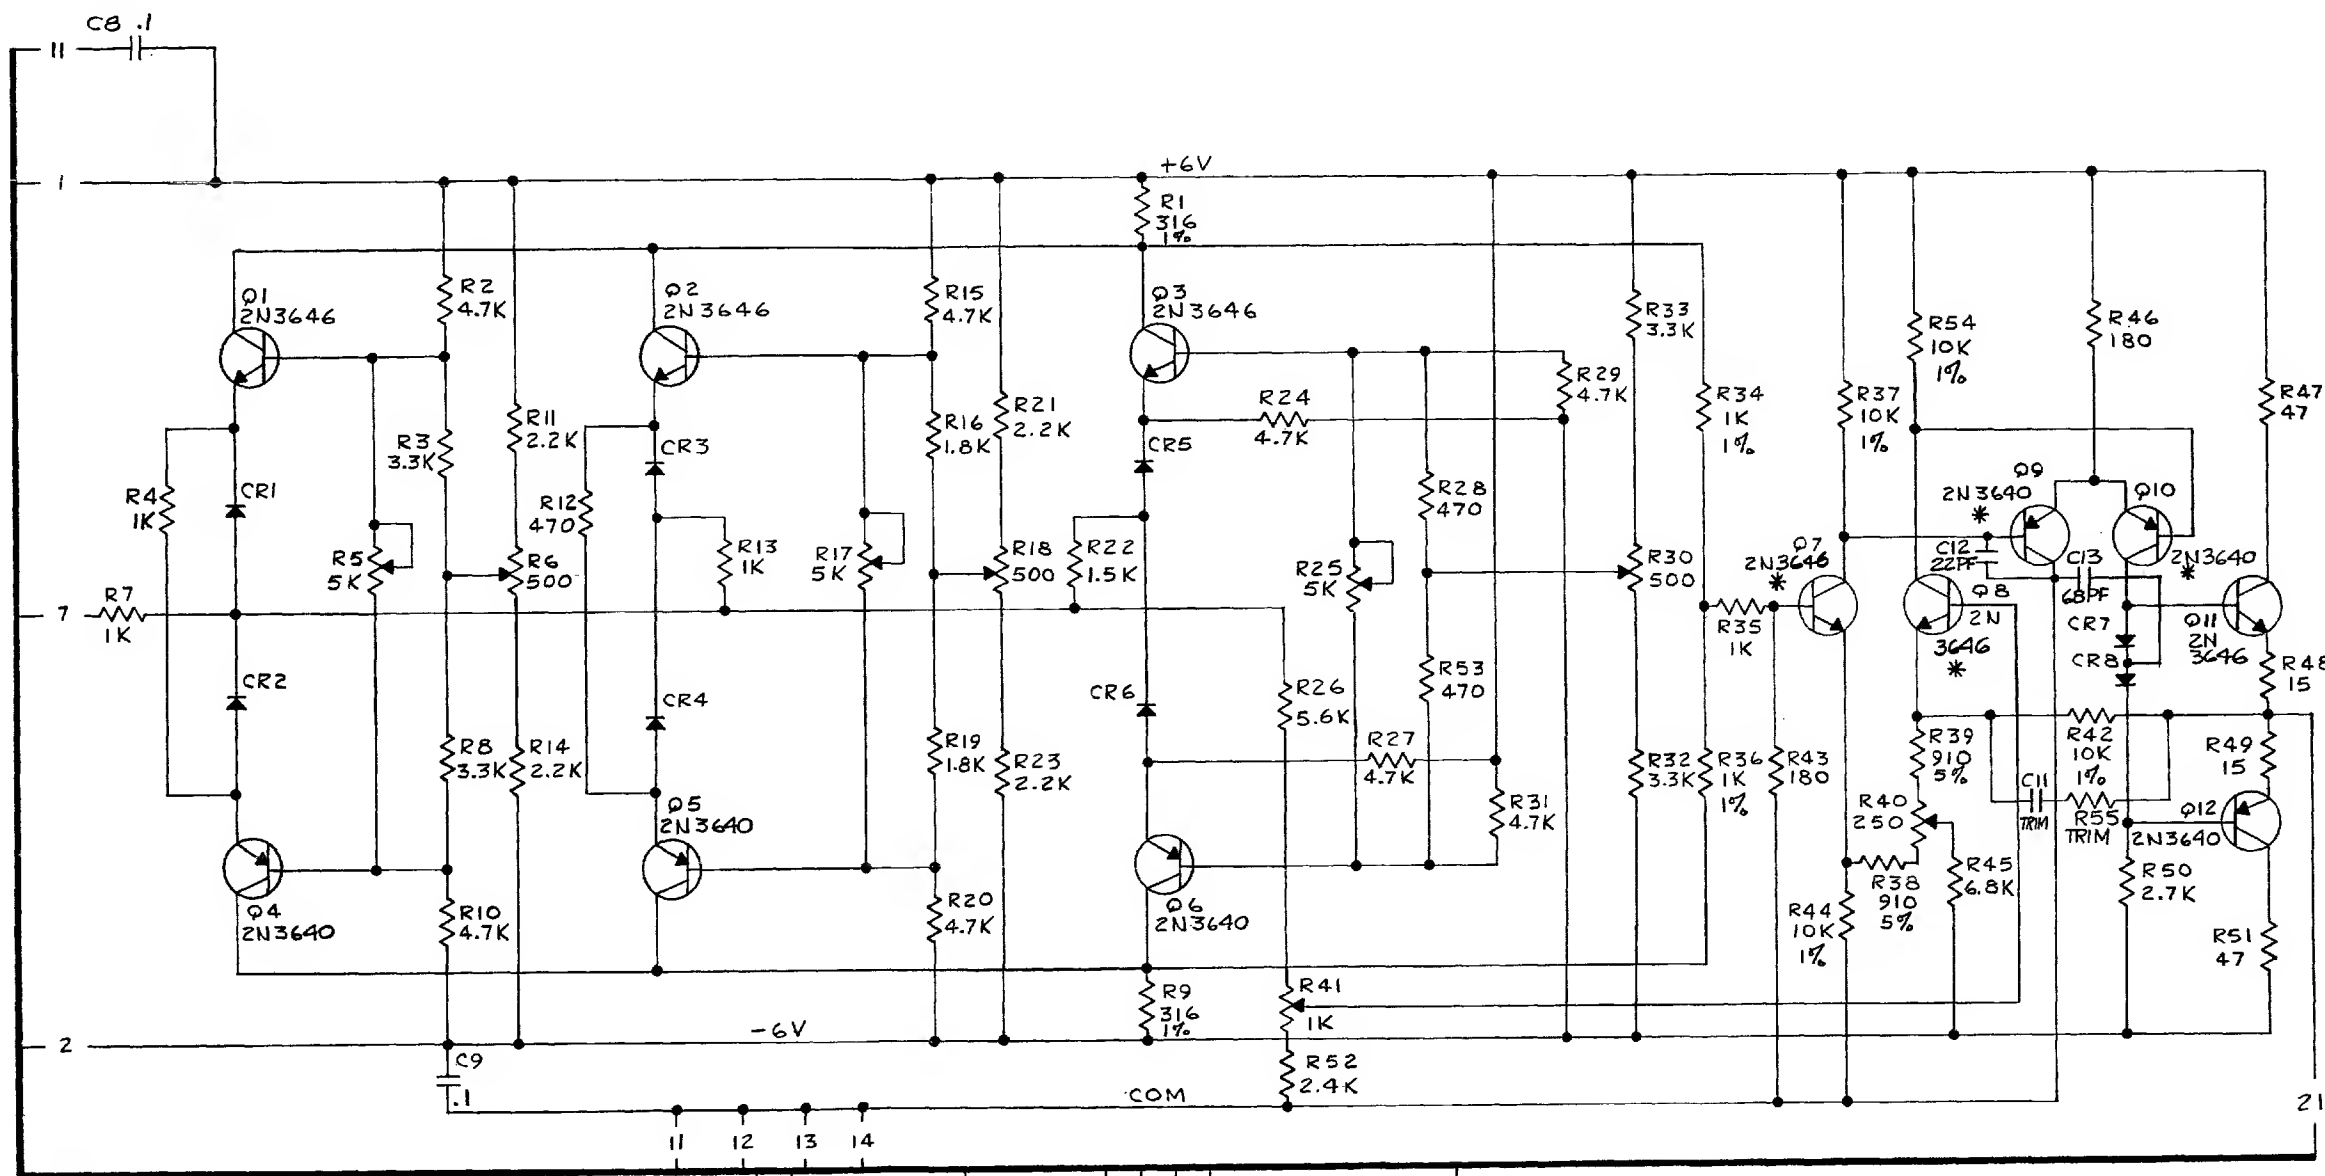 C8 .1
11
1
+6V
R1
316
1%
Q1
2N3646
R2
4.7K
Q2
2N3646
R15
4.7K
Q3
2N3646
R33
3.3K
R54
10K
1%
R46
180
R29
4.7K
R34
1K
1%
R37
10K
1%
R47
47
R24
4.7K
R11
2.2K
R16
1.8K
R21
2.2K
R3
3.3K
CR3
CR5
R4
1K
CR1
R12
470
R28
470
Q9
2N3640
*
Q10
2N3640
*
R5
5K
R6
500
R13
1K
R17
5K
R18
500
R22
1.5K
R25
5K
R30
500
Q7
2N3646
*
C12
22PF
C13
68PF
7
R7
1K
R35
1K
Q8
2N
3646
*
CR7
CR8
Q11
2N
3646
R48
15
CR2
CR4
CR6
R26
5.6K
R53
470
R8
3.3K
R14
2.2K
R19
1.8K
R23
2.2K
R27
4.7K
R32
3.3K
R36
1K
1%
R43
180
R39
910
5%
R42
10K
1%
R49
15
C11
TRIM
R55
TRIM
R40
250
Q12
2N3640
R31
4.7K
Q5
2N3640
Q4
2N3640
R10
4.7K
R20
4.7K
Q6
2N3640
R38
910
5%
R45
6.8K
R50
2.7K
R44
10K
1%
R51
47
R9
316
1%
R41
1K
2
-6V
C9
.1
R52
2.4K
COM
11 12 13 14
21